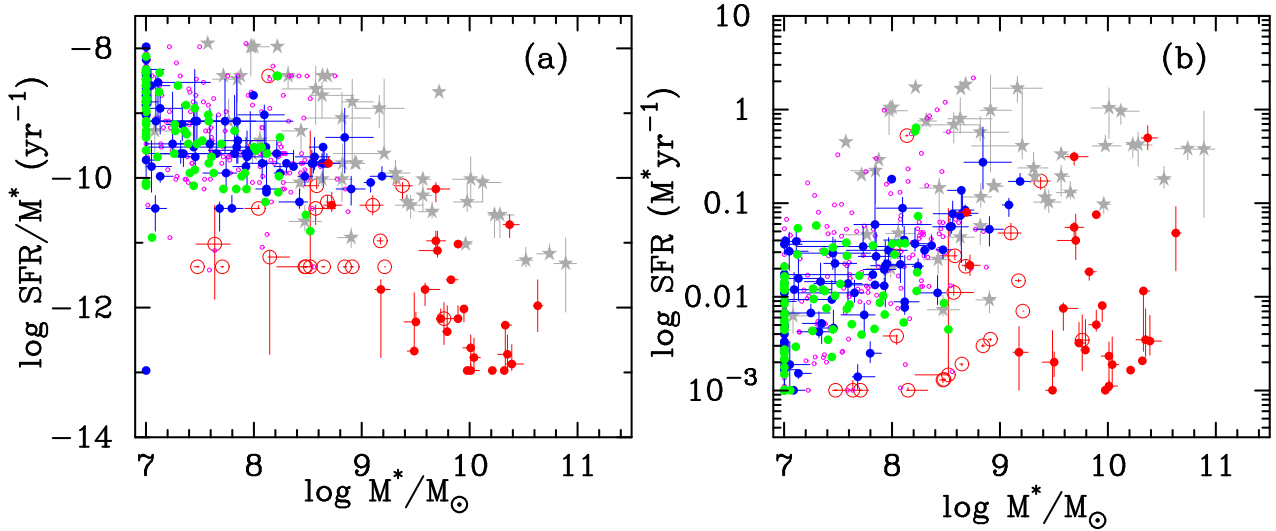 (a)
(b)
log SFR/M* (yr⁻¹)
−8
−10
−12
−14
7 8 9 10 11
log M*/M⊙
log SFR (M*yr⁻¹)
10
1
0.1
0.01
10⁻³
7 8 9 10 11
log M*/M⊙